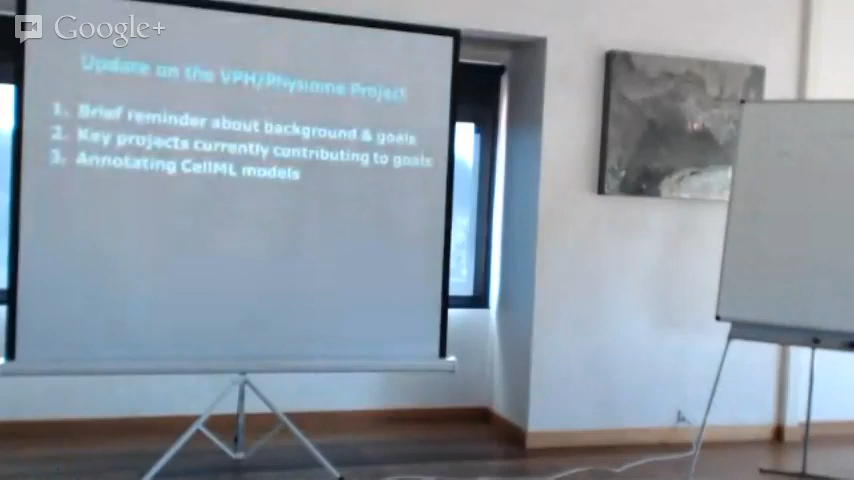 Google+
Update on the VPH/Physiome Project
1. Brief reminder about background & goals
2. Key projects currently contributing to goals
3. Annotating CellML models